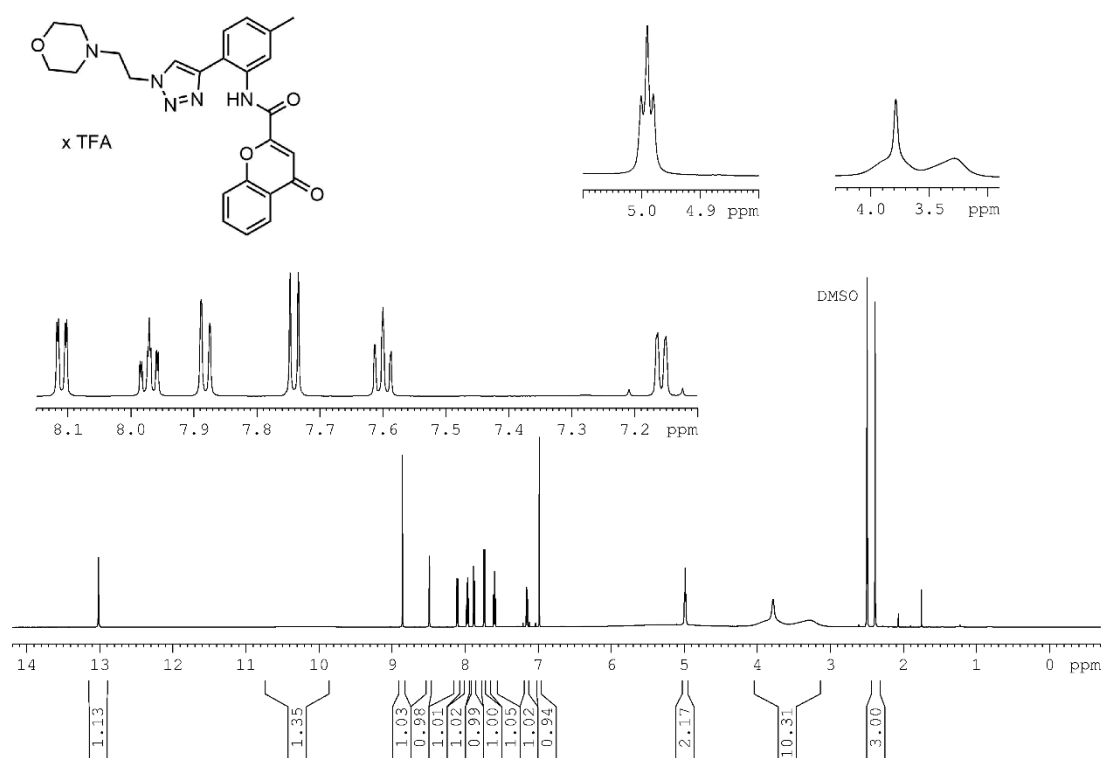 O
N
N
N
N
HN
O
O
O
x TFA
5.0 4.9 ppm
4.0 3.5 ppm
DMSO
8.1 8.0 7.9 7.8 7.7 7.6 7.5 7.4 7.3 7.2 ppm
14 13 12 11 10 9 8 7 6 5 4 3 2 1 0 ppm
1.13
1.35
1.03
0.98
1.01
1.02
0.99
1.00
1.05
1.02
0.94
2.17
10.31
3.00